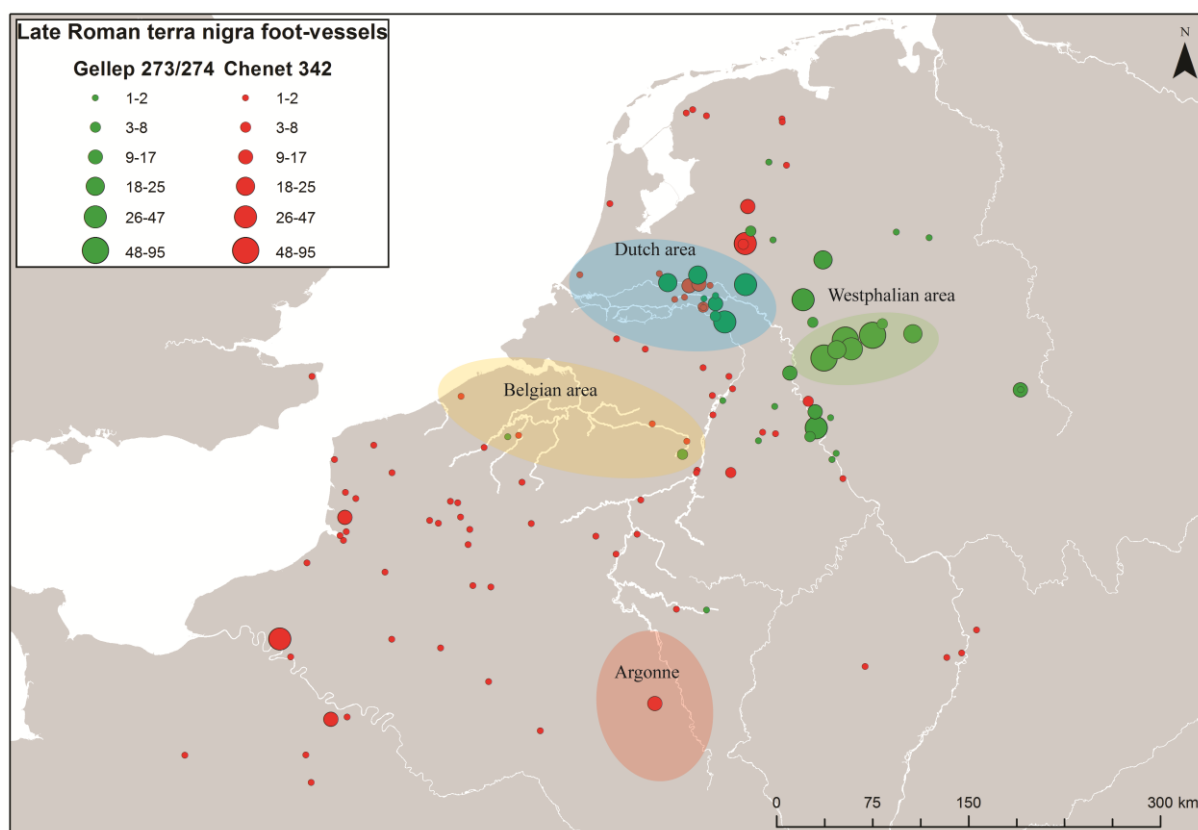 Late Roman terra nigra foot-vessels
Gellep 273/274 Chenet 342
1-2 1-2
3-8 3-8
9-17 9-17
18-25 18-25
26-47 26-47
48-95 48-95
N
Dutch area
Westphalian area
Belgian area
Argonne
0 75 150 300 km